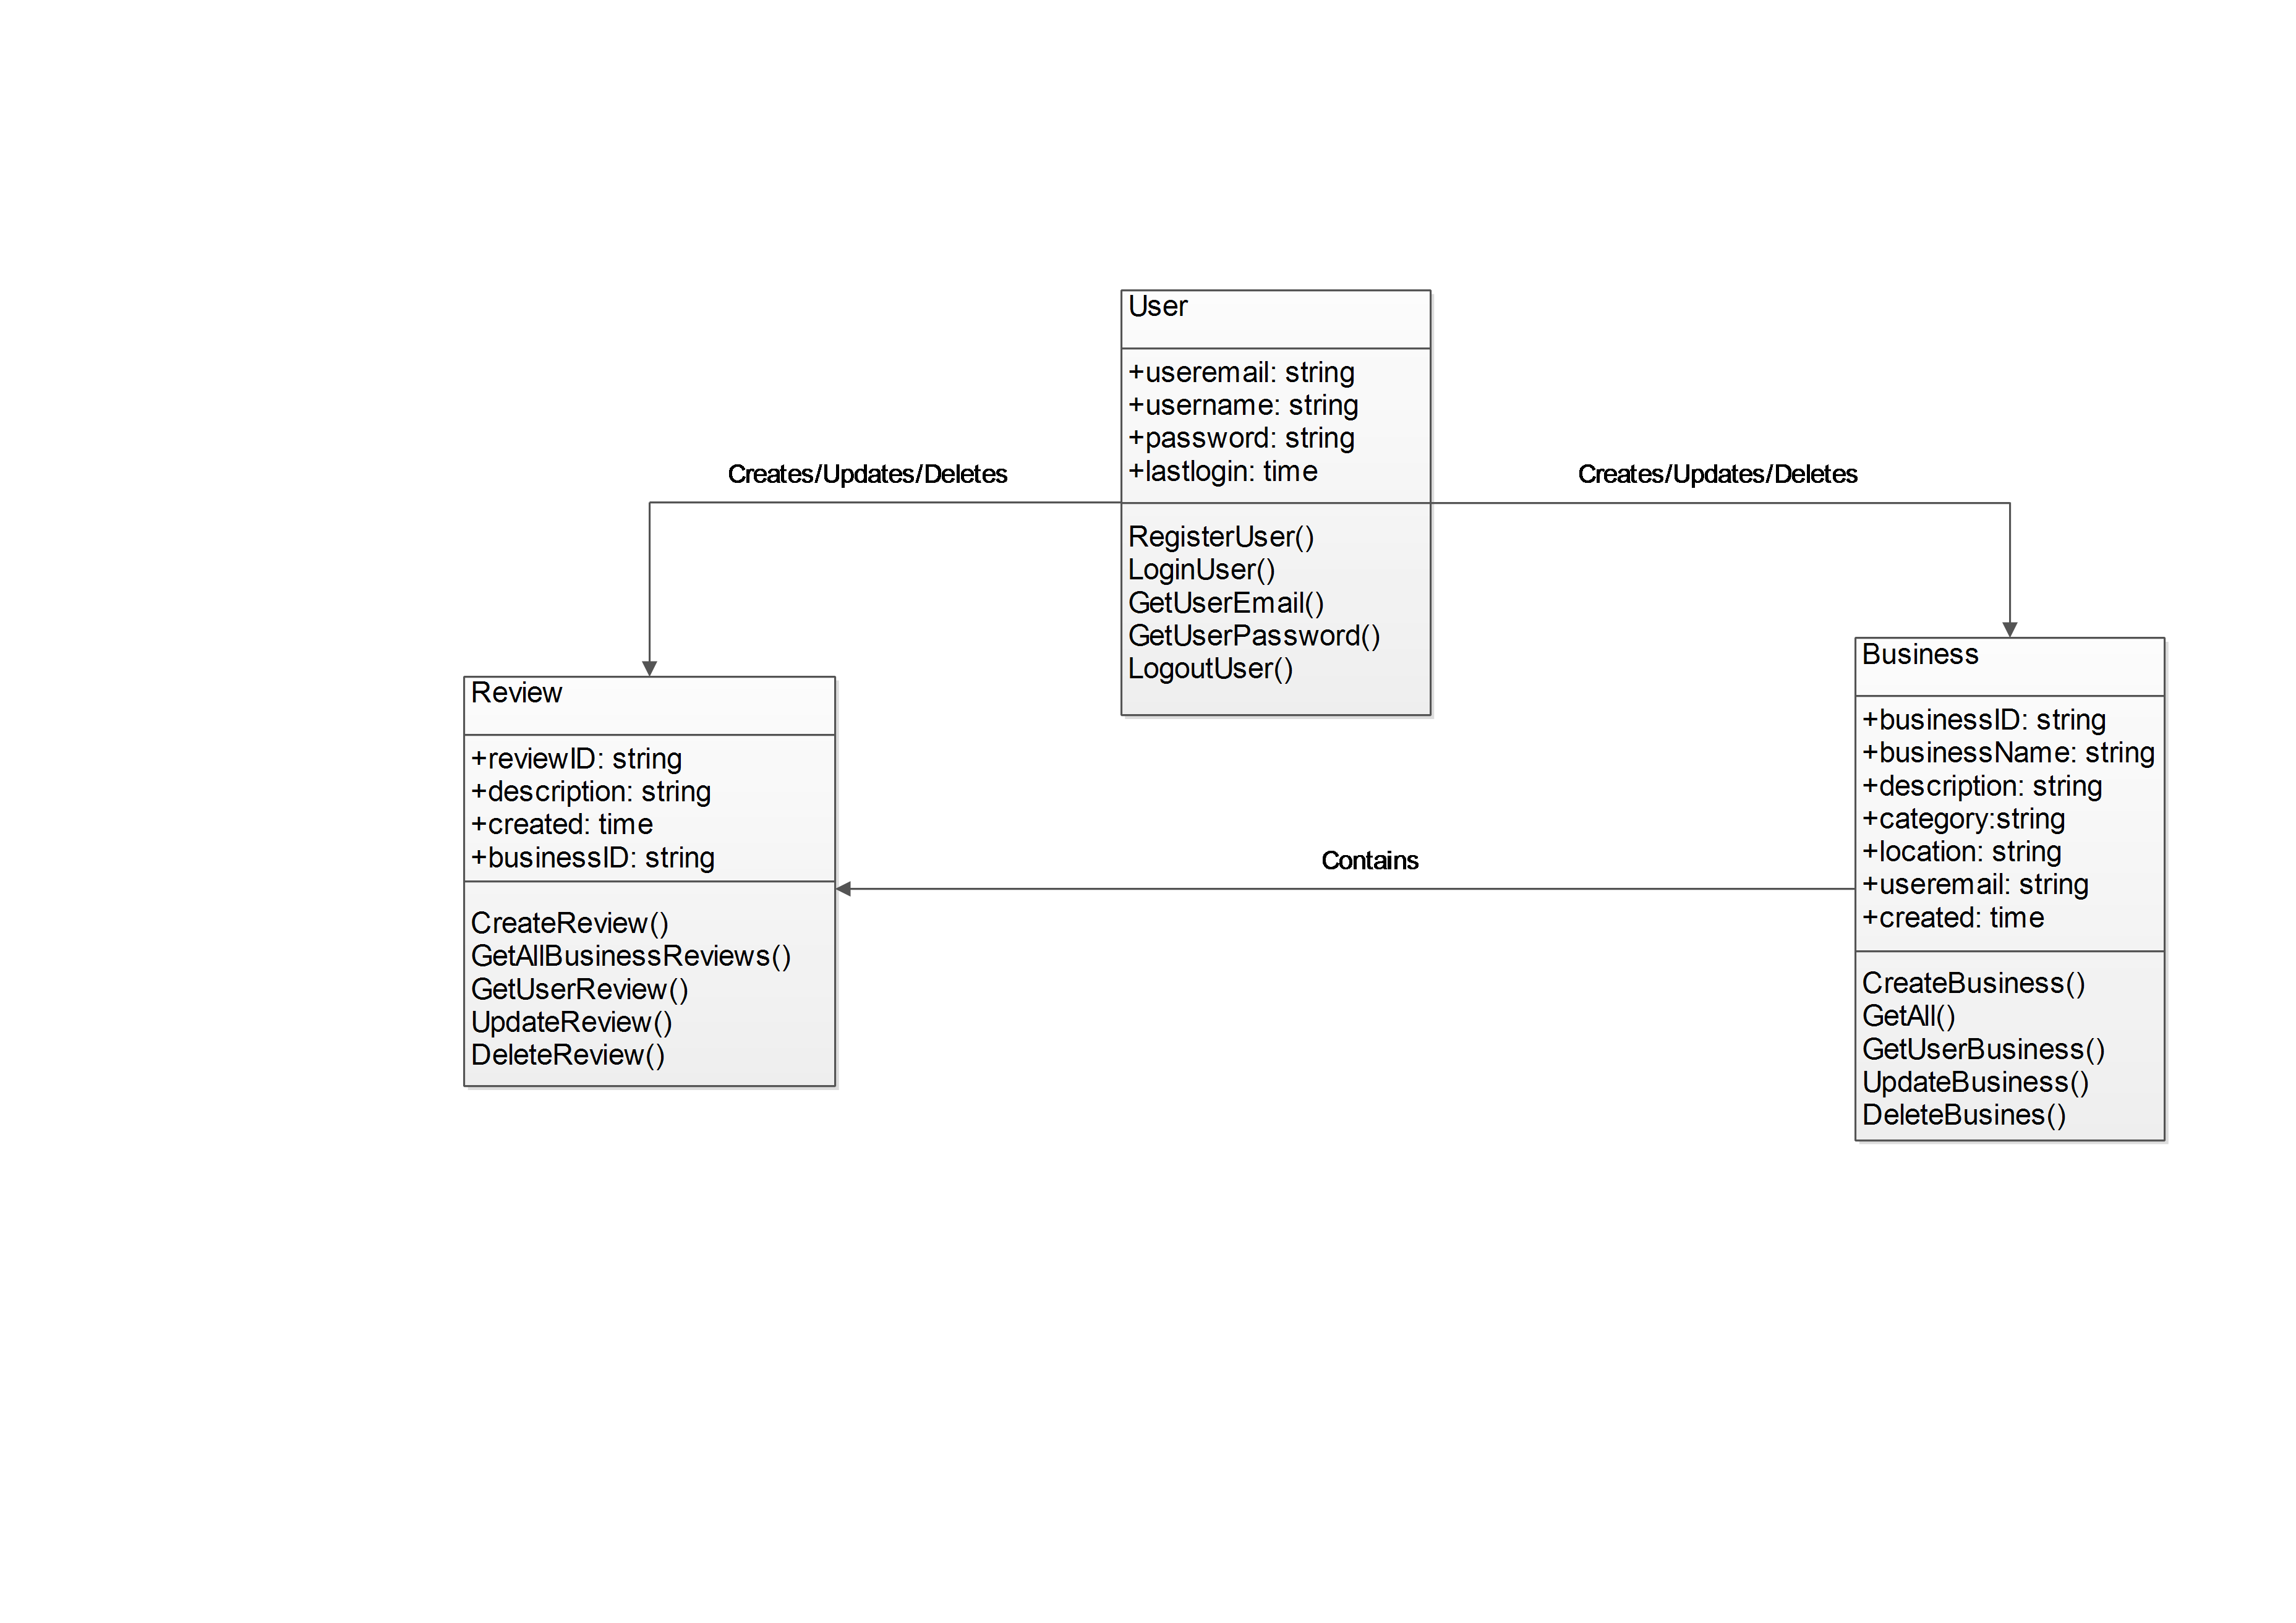 User
+useremail: string
+username: string
+password: string
+lastlogin: time
RegisterUser()
LoginUser()
GetUserEmail()
GetUserPassword()
LogoutUser()
Creates/Updates/Deletes
Creates/Updates/Deletes
Review
+reviewID: string
+description: string
+created: time
+businessID: string
CreateReview()
GetAllBusinessReviews()
GetUserReview()
UpdateReview()
DeleteReview()
Contains
Business
+businessID: string
+businessName: string
+description: string
+category:string
+location: string
+useremail: string
+created: time
CreateBusiness()
GetAll()
GetUserBusiness()
UpdateBusiness()
DeleteBusines()